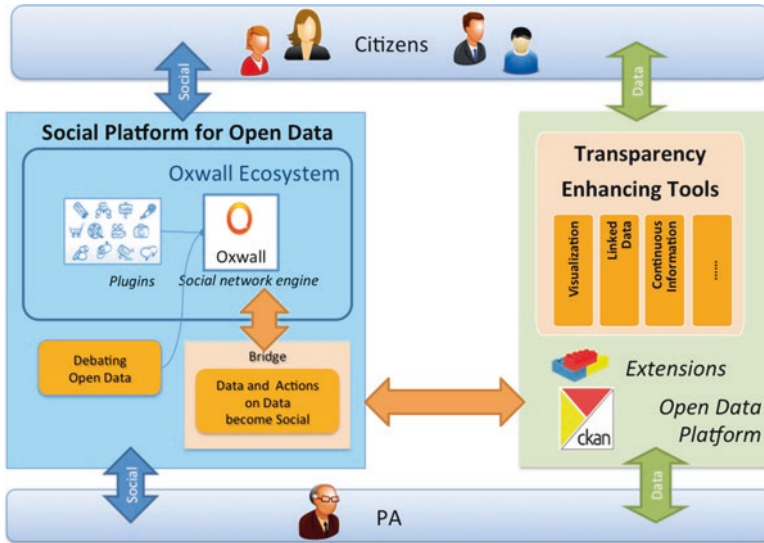 Citizens
Social
Data
Social Platform for Open Data
Oxwall Ecosystem
Oxwall
Plugins
Social network engine
Debating
Open Data
Bridge
Data and Actions
on Data
become Social
Transparency
Enhancing Tools
Visualization
Linked
Data
Continuous
Information
......
Extensions
ckan
Open Data
Platform
Social
Data
PA